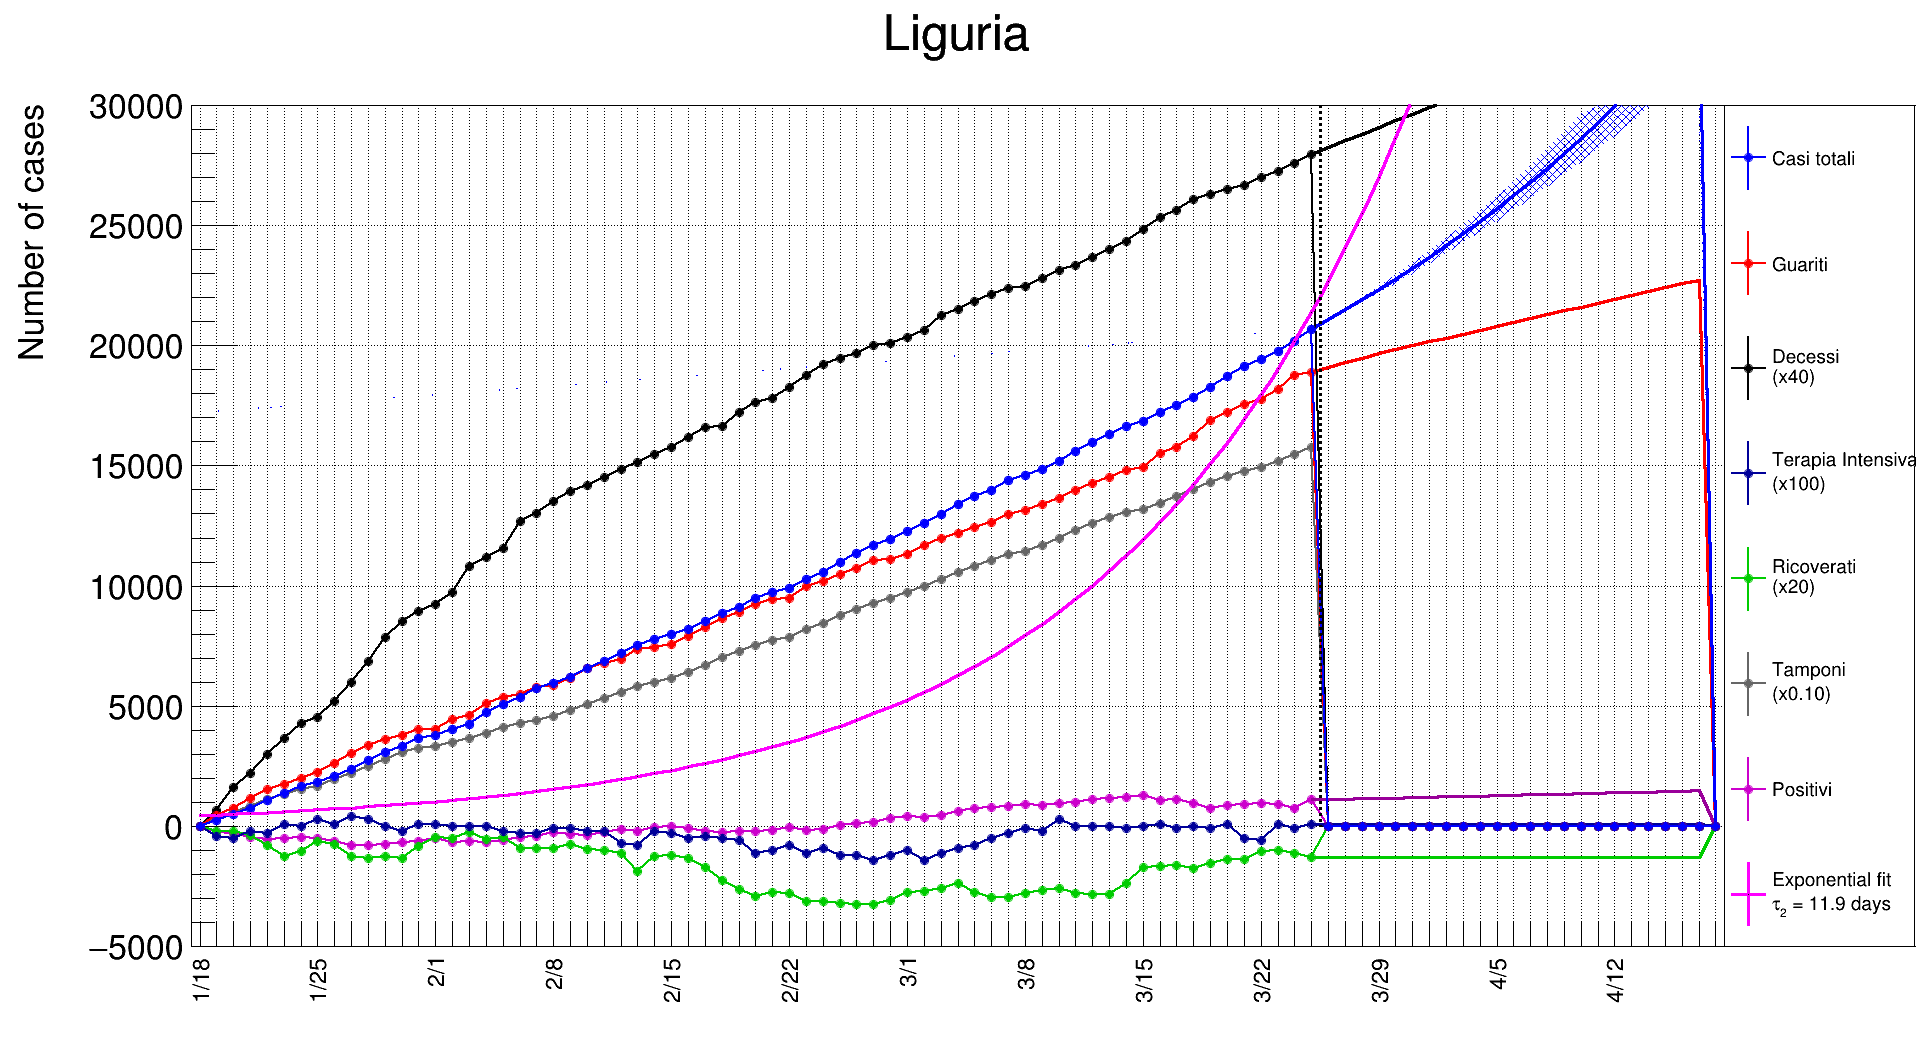 Liguria
Number of cases
30000
25000
20000
15000
10000
5000
0
−5000
1/18
1/25
2/1
2/8
2/15
2/22
3/1
3/8
3/15
3/22
3/29
4/5
4/12
Casi totali
Guariti
Decessi
(x40)
Terapia Intensiva
(x100)
Ricoverati
(x20)
Tamponi
(x0.10)
Positivi
Exponential fit
τ2 = 11.9 days